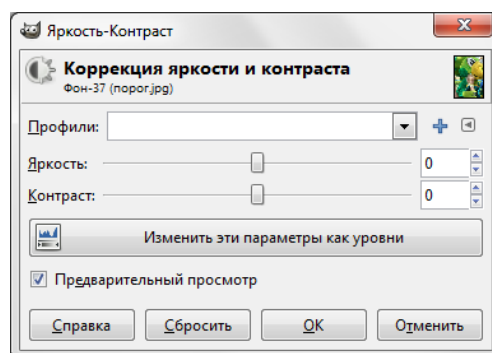 Яркость-Контраст
Коррекция яркости и контраста
Фон-37 (порог.jpg)
Профили:
Яркость: 0
Контраст: 0
Изменить эти параметры как уровни
Предварительный просмотр
Справка Сбросить ОК Отменить